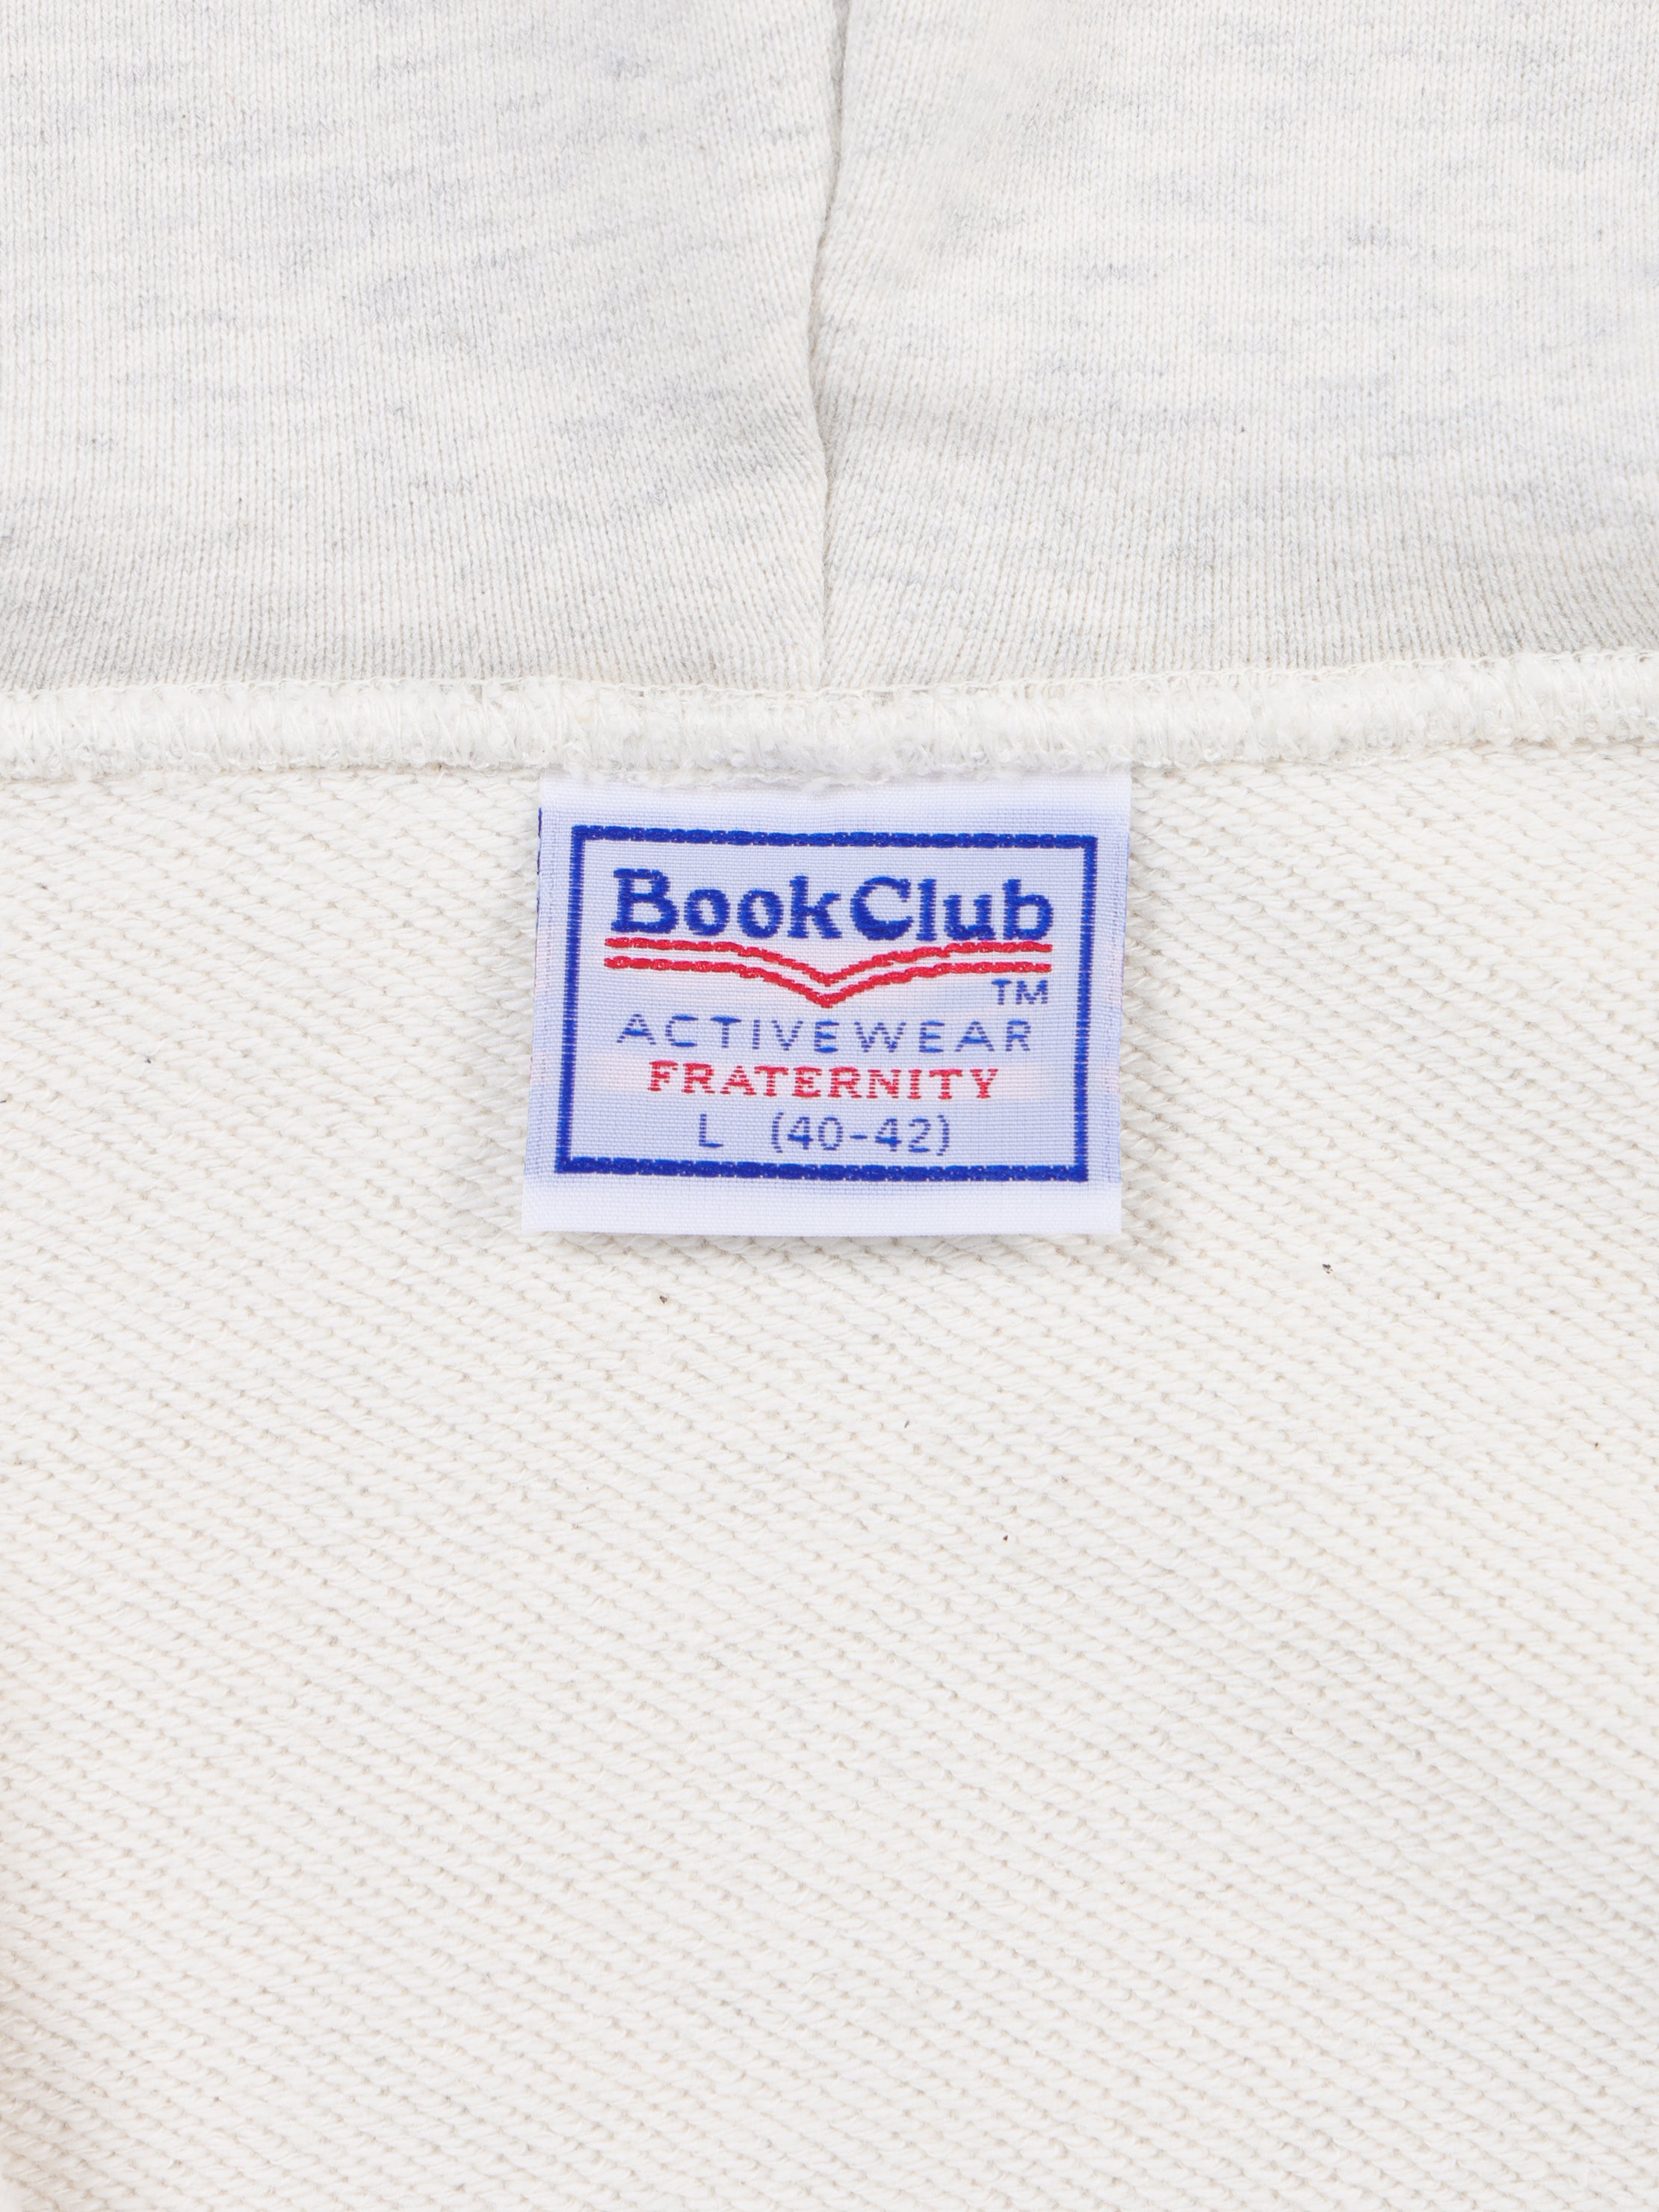 BookClub
TM
ACTIVEWEAR
FRATERNITY
L (40-42)